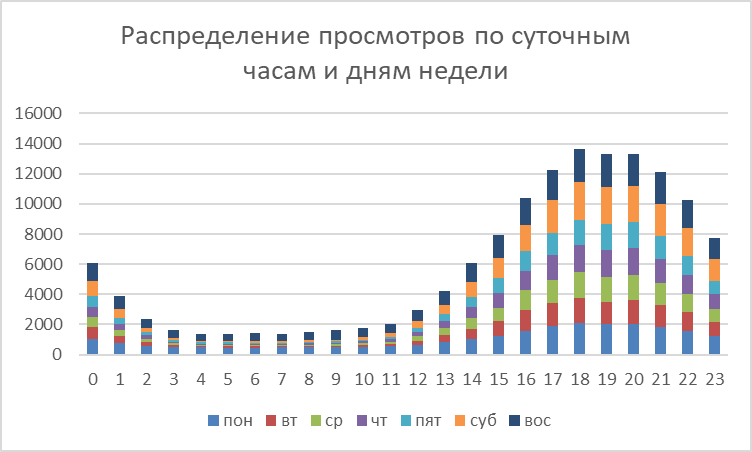 Распределение просмотров по суточным
часам и дням недели
16000
14000
12000
10000
8000
6000
4000
2000
0
0 1 2 3 4 5 6 7 8 9 10 11 12 13 14 15 16 17 18 19 20 21 22 23
пон вт ср чт пят суб вос